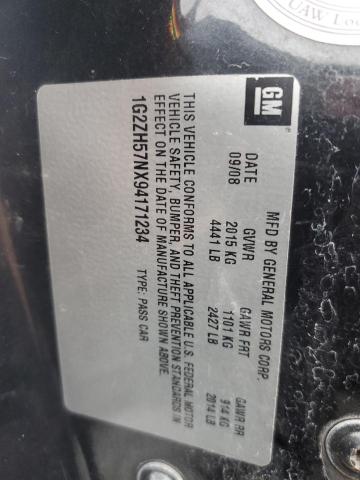 UAW Loc
GM
MFD BY GENERAL MOTORS CORP.
DATE GVWR GAWR FRT GAWR RR
09/08 2015 KG 1101 KG 914 KG
4441 LB 2427 LB 2014 LB
THIS VEHICLE CONFORMS TO ALL APPLICABLE U.S. FEDERAL MOTOR
VEHICLE SAFETY, BUMPER, AND THEFT PREVENTION STANDARDS IN
EFFECT ON THE DATE OF MANUFACTURE SHOWN ABOVE.
1G2ZH57NX94171234 TYPE: PASS CAR